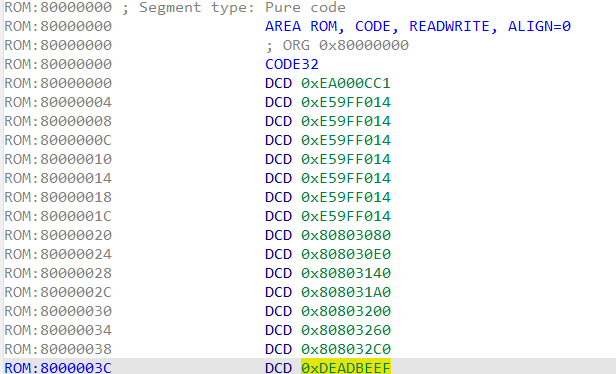 ROM:80000000 ; Segment type: Pure code
ROM:80000000 AREA ROM, CODE, READWRITE, ALIGN=0
ROM:80000000 ; ORG 0x80000000
ROM:80000000 CODE32
ROM:80000000 DCD 0xEA000CC1
ROM:80000004 DCD 0xE59FF014
ROM:80000008 DCD 0xE59FF014
ROM:8000000C DCD 0xE59FF014
ROM:80000010 DCD 0xE59FF014
ROM:80000014 DCD 0xE59FF014
ROM:80000018 DCD 0xE59FF014
ROM:8000001C DCD 0xE59FF014
ROM:80000020 DCD 0x80803080
ROM:80000024 DCD 0x808030E0
ROM:80000028 DCD 0x80803140
ROM:8000002C DCD 0x808031A0
ROM:80000030 DCD 0x80803200
ROM:80000034 DCD 0x80803260
ROM:80000038 DCD 0x808032C0
ROM:8000003C DCD 0xDEADBEEF